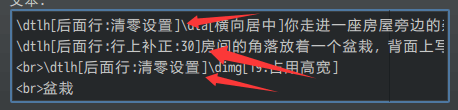 文本:
\dtlh[后面行:清零设置]\dta[横向居中]你走进一座房屋旁边的
\dtlh[后面行:行上补正:30]房间的角落放着一个盆栽，背面上写
<br>\dtlh[后面行:清零设置]\dimg[19:占用高宽]
<br>盆栽